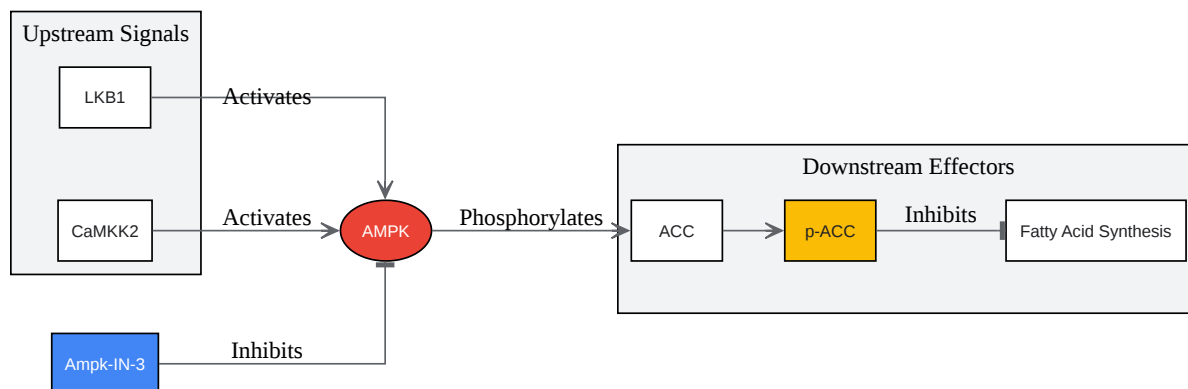 Upstream Signals
LKB1
Activates
Downstream Effectors
CaMKK2
Activates
AMPK
Phosphorylates
ACC
p-ACC
Inhibits
Fatty Acid Synthesis
Ampk-IN-3
Inhibits